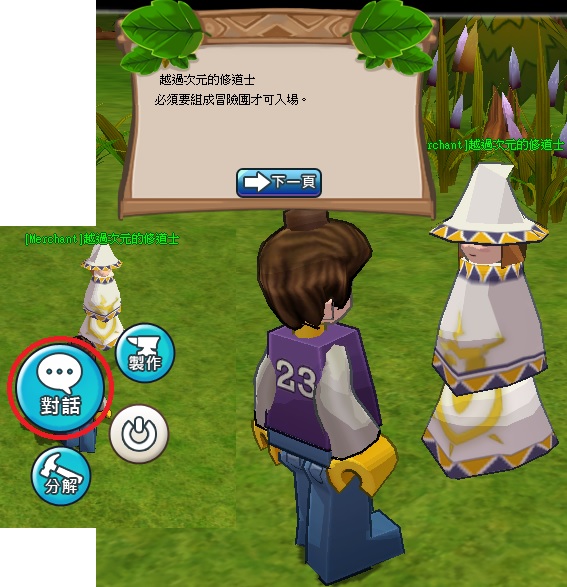 越過次元的修道士
必須要組成冒險團才可入場。
下一頁
rchant]越過次元的修道士
[Merchant]越過次元的修道士
製作
對話
分解
23